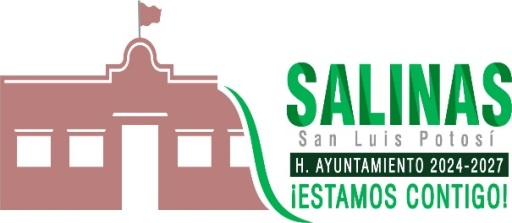 SALINAS
San Luis Potosí
H. AYUNTAMIENTO 2024-2027
¡ESTAMOS CONTIGO!